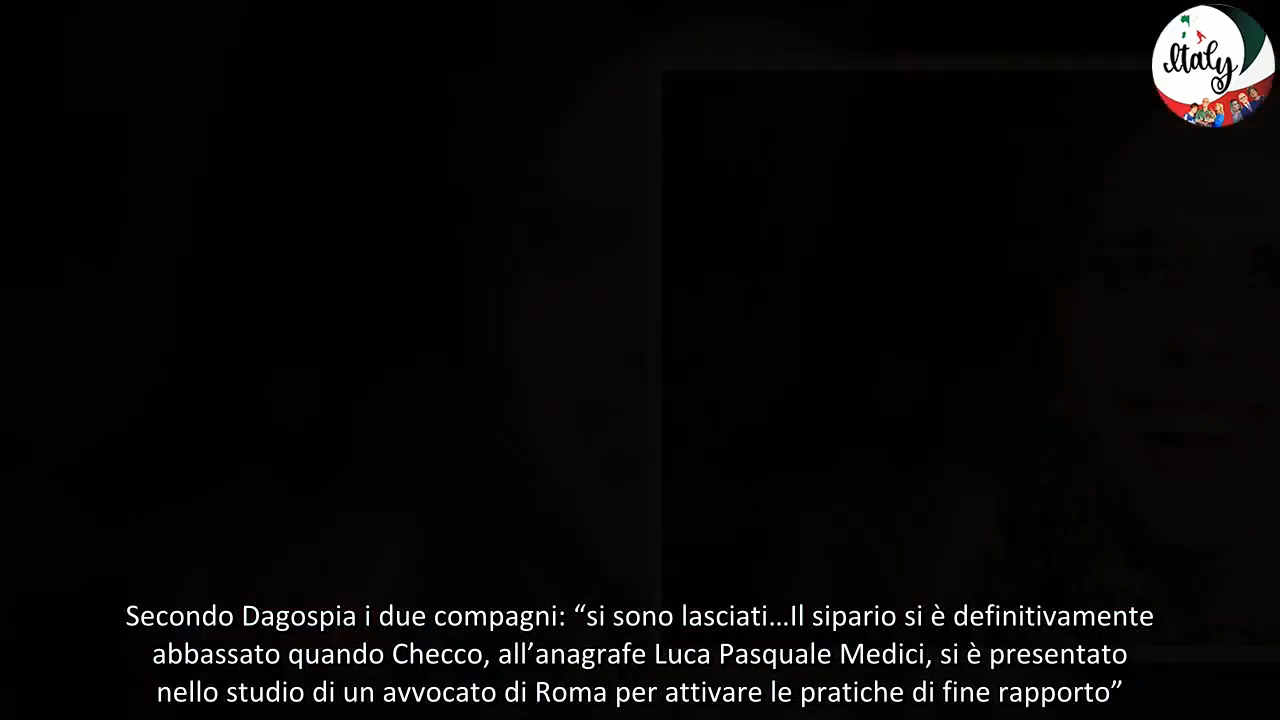 Italy
Secondo Dagospia i due compagni: “si sono lasciati…Il sipario si è definitivamente
abbassato quando Checco, all’anagrafe Luca Pasquale Medici, si è presentato
nello studio di un avvocato di Roma per attivare le pratiche di fine rapporto”